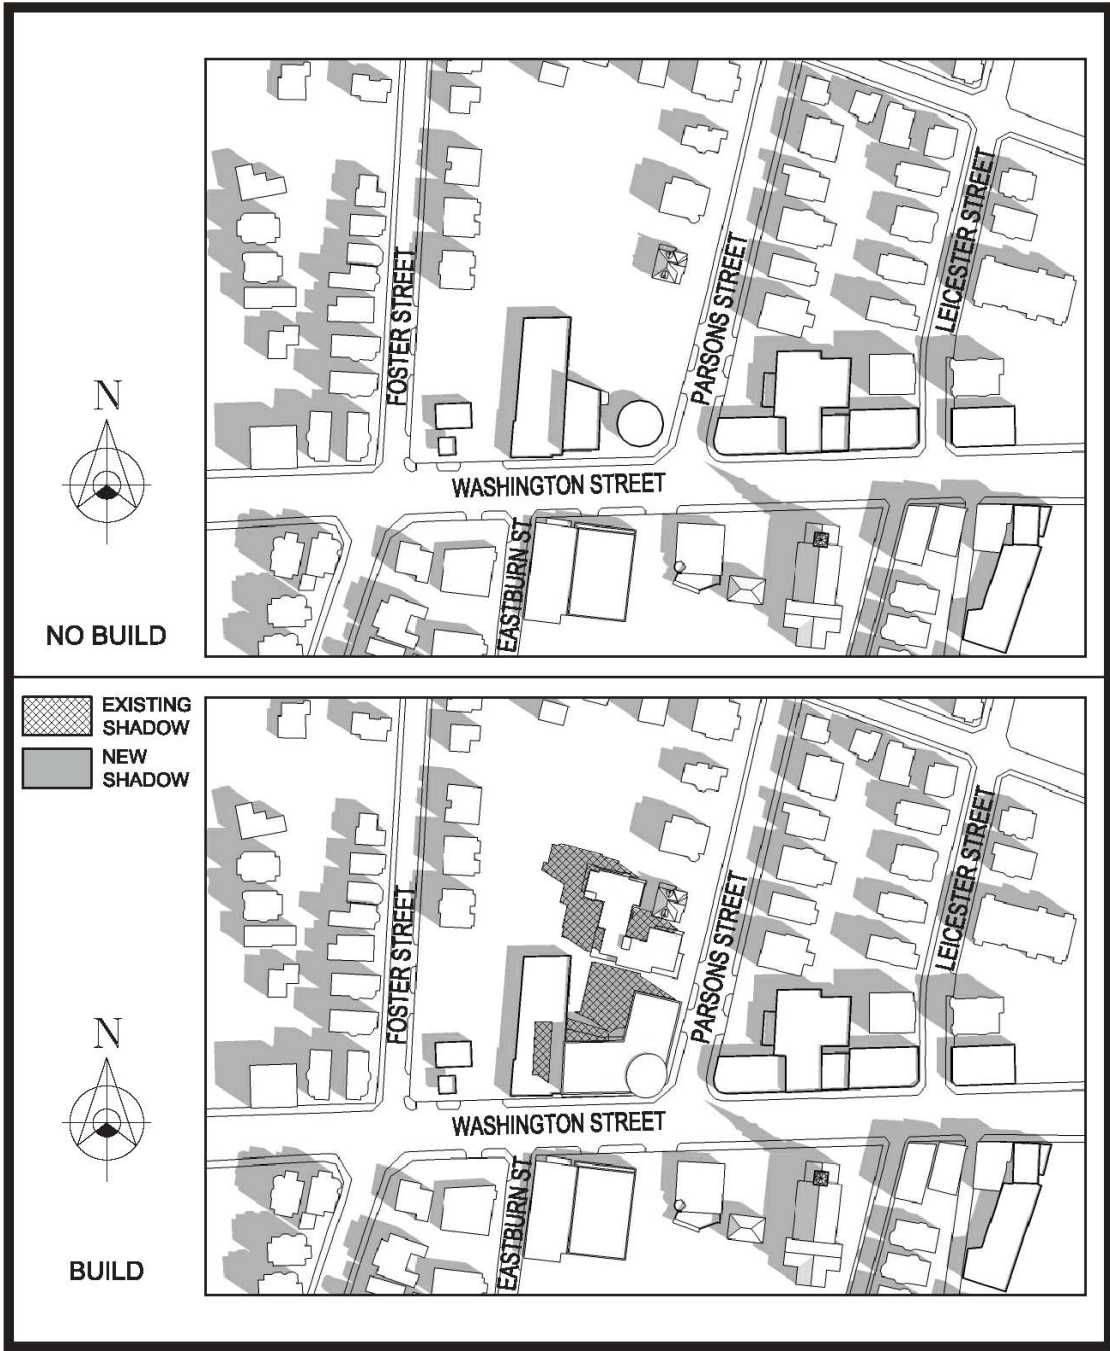 FOSTER STREET
PARSONS STREET
LEICESTER STREET
N
WASHINGTON STREET
EASTBURN ST
NO BUILD
EXISTING
SHADOW
NEW
SHADOW
FOSTER STREET
PARSONS STREET
LEICESTER STREET
N
WASHINGTON STREET
EASTBURN ST
BUILD